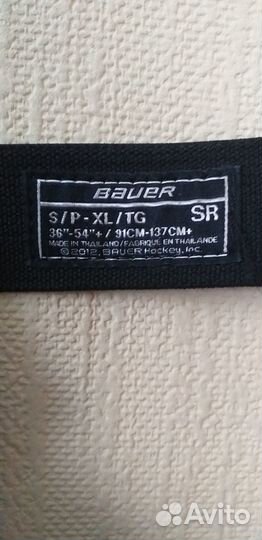 BAUER
S/P - XL/TG SR
36"-54"+ / 91CM-137CM+
MADE IN THAILAND/FABRIQUE EN THAILANDE
©2012, BAUER Hockey, Inc.
Avito